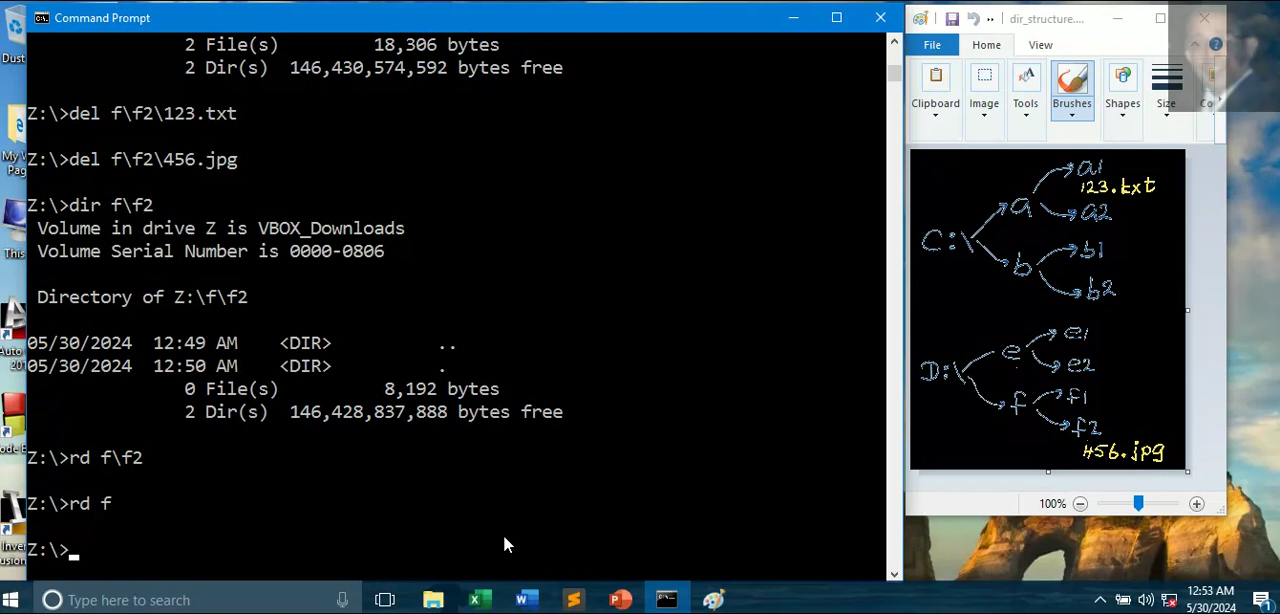 Command Prompt
2 File(s) 18,306 bytes
2 Dir(s) 146,430,574,592 bytes free
Z:\>del f\f2\123.txt
Z:\>del f\f2\456.jpg
Z:\>dir f\f2
Volume in drive Z is VBOX_Downloads
Volume Serial Number is 0000-0806
Directory of Z:\f\f2
05/30/2024 12:49 AM <DIR> ..
05/30/2024 12:50 AM <DIR> .
0 File(s) 8,192 bytes
2 Dir(s) 146,428,837,888 bytes free
Z:\>rd f\f2
Z:\>rd f
Z:\>
dir_structure....
File Home View
Clipboard Image Tools Brushes Shapes Size
a1
123.txt
a
a2
C:\
b1
b
b2
e1
e
e2
D:\
f1
f
f2
456.jpg
100%
Type here to search
12:53 AM
5/30/2024